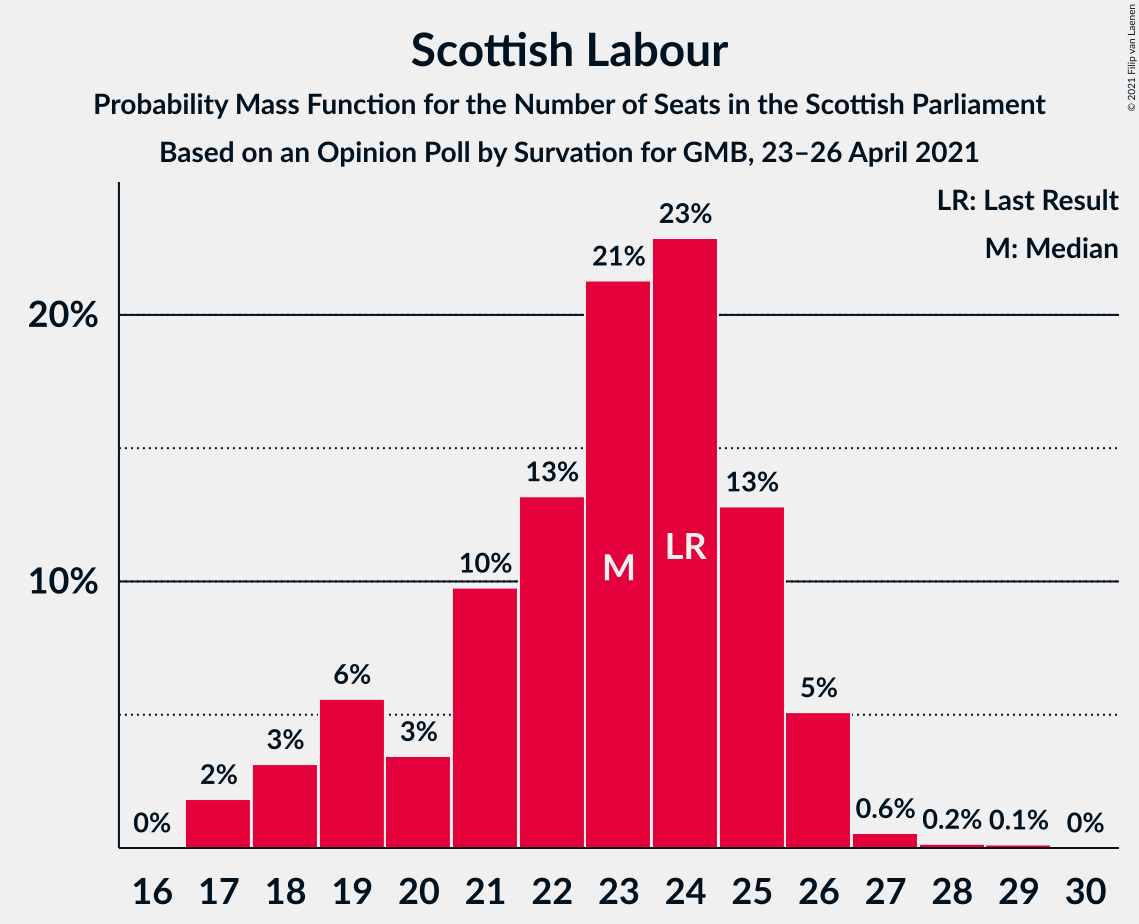 Scottish Labour
Probability Mass Function for the Number of Seats in the Scottish Parliament
Based on an Opinion Poll by Survation for GMB, 23–26 April 2021
© 2021 Filip van Laenen
LR: Last Result
M: Median
20%
10%
0%
2%
3%
6%
3%
10%
13%
21%
23%
13%
5%
0.6%
0.2%
0.1%
0%
M
LR
16 17 18 19 20 21 22 23 24 25 26 27 28 29 30